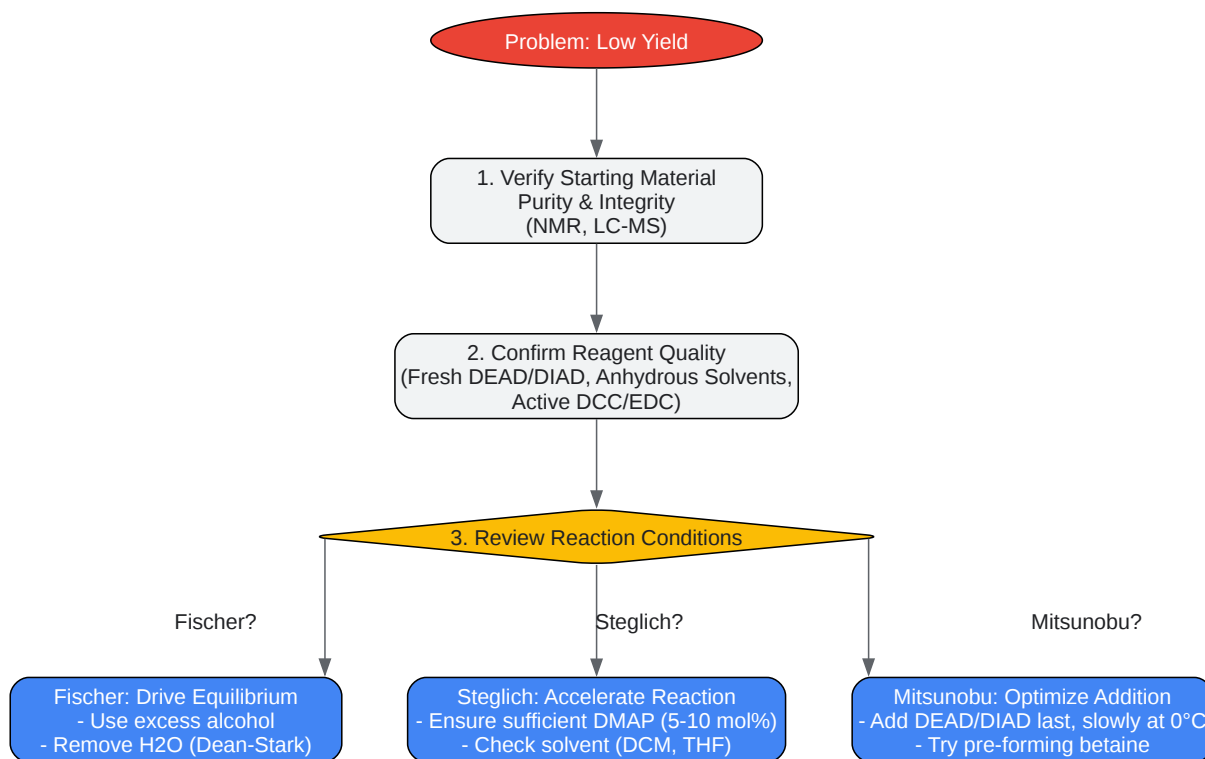 Problem: Low Yield
1. Verify Starting Material
Purity & Integrity
(NMR, LC-MS)
2. Confirm Reagent Quality
(Fresh DEAD/DIAD, Anhydrous Solvents,
Active DCC/EDC)
3. Review Reaction Conditions
Fischer?
Steglich?
Mitsunobu?
Fischer: Drive Equilibrium
- Use excess alcohol
- Remove H2O (Dean-Stark)
Steglich: Accelerate Reaction
- Ensure sufficient DMAP (5-10 mol%)
- Check solvent (DCM, THF)
Mitsunobu: Optimize Addition
- Add DEAD/DIAD last, slowly at 0°C
- Try pre-forming betaine